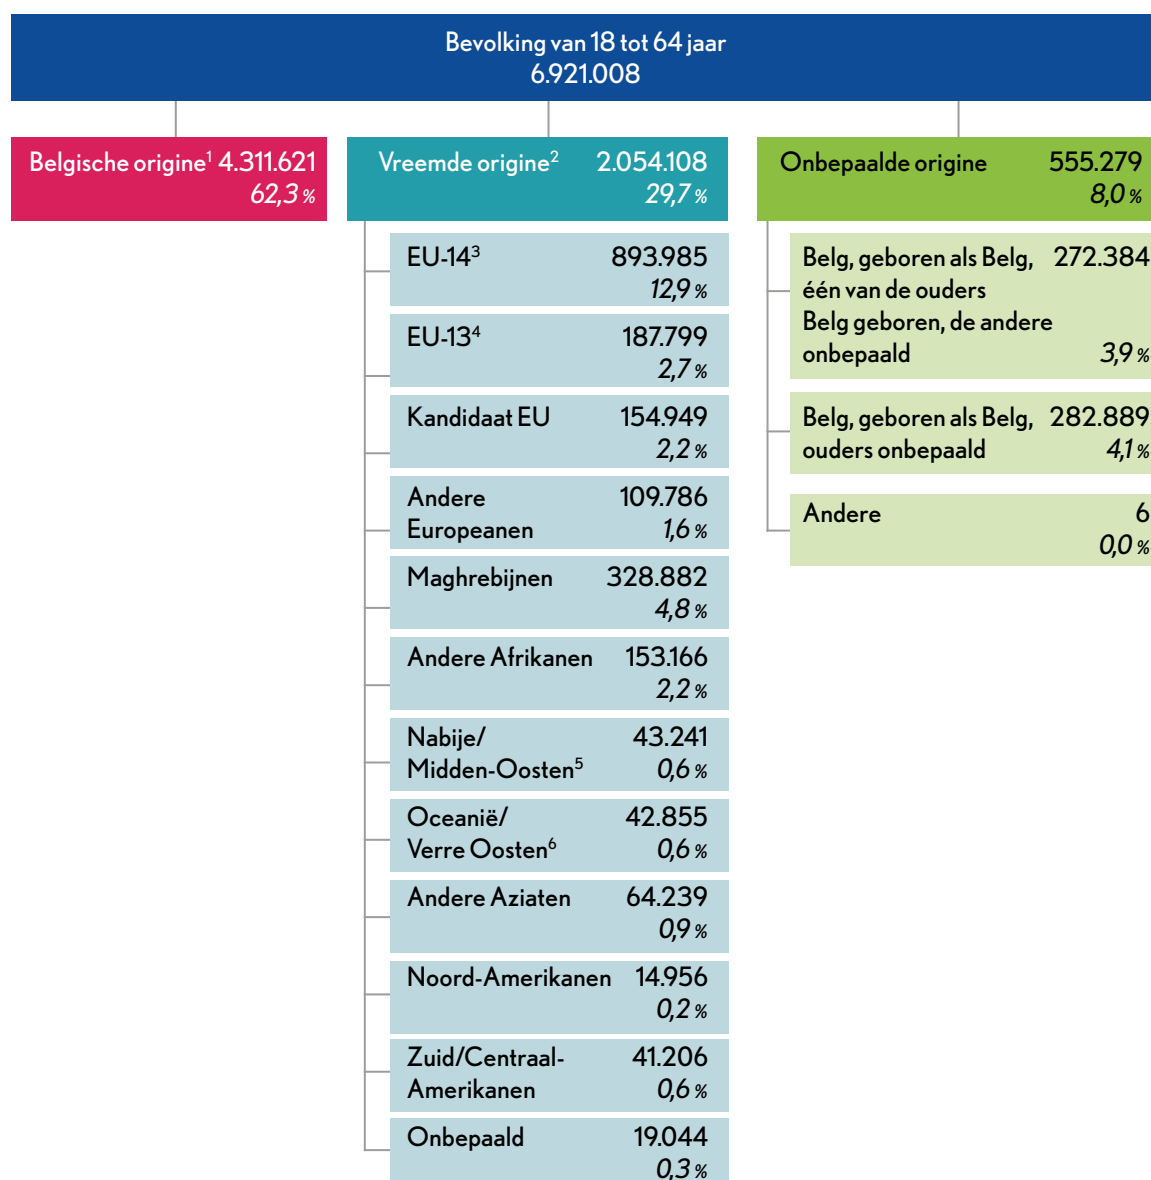 Bevolking van 18 tot 64 jaar
6.921.008
Belgische origine¹ 4.311.621
62,3 %
Vreemde origine² 2.054.108
29,7 %
EU-14³ 893.985
12,9 %
EU-13⁴ 187.799
2,7 %
Kandidaat EU 154.949
2,2 %
Andere 109.786
Europeanen 1,6 %
Maghrebijnen 328.882
4,8 %
Andere Afrikanen 153.166
2,2 %
Nabije/ 43.241
Midden-Oosten⁵ 0,6 %
Oceanië/ 42.855
Verre Oosten⁶ 0,6 %
Andere Aziaten 64.239
0,9 %
Noord-Amerikanen 14.956
0,2 %
Zuid/Centraal- 41.206
Amerikanen 0,6 %
Onbepaald 19.044
0,3 %
Onbepaalde origine 555.279
8,0 %
Belg, geboren als Belg, 272.384
één van de ouders
Belg geboren, de andere
onbepaald 3,9 %
Belg, geboren als Belg, 282.889
ouders onbepaald 4,1 %
Andere 6
0,0 %